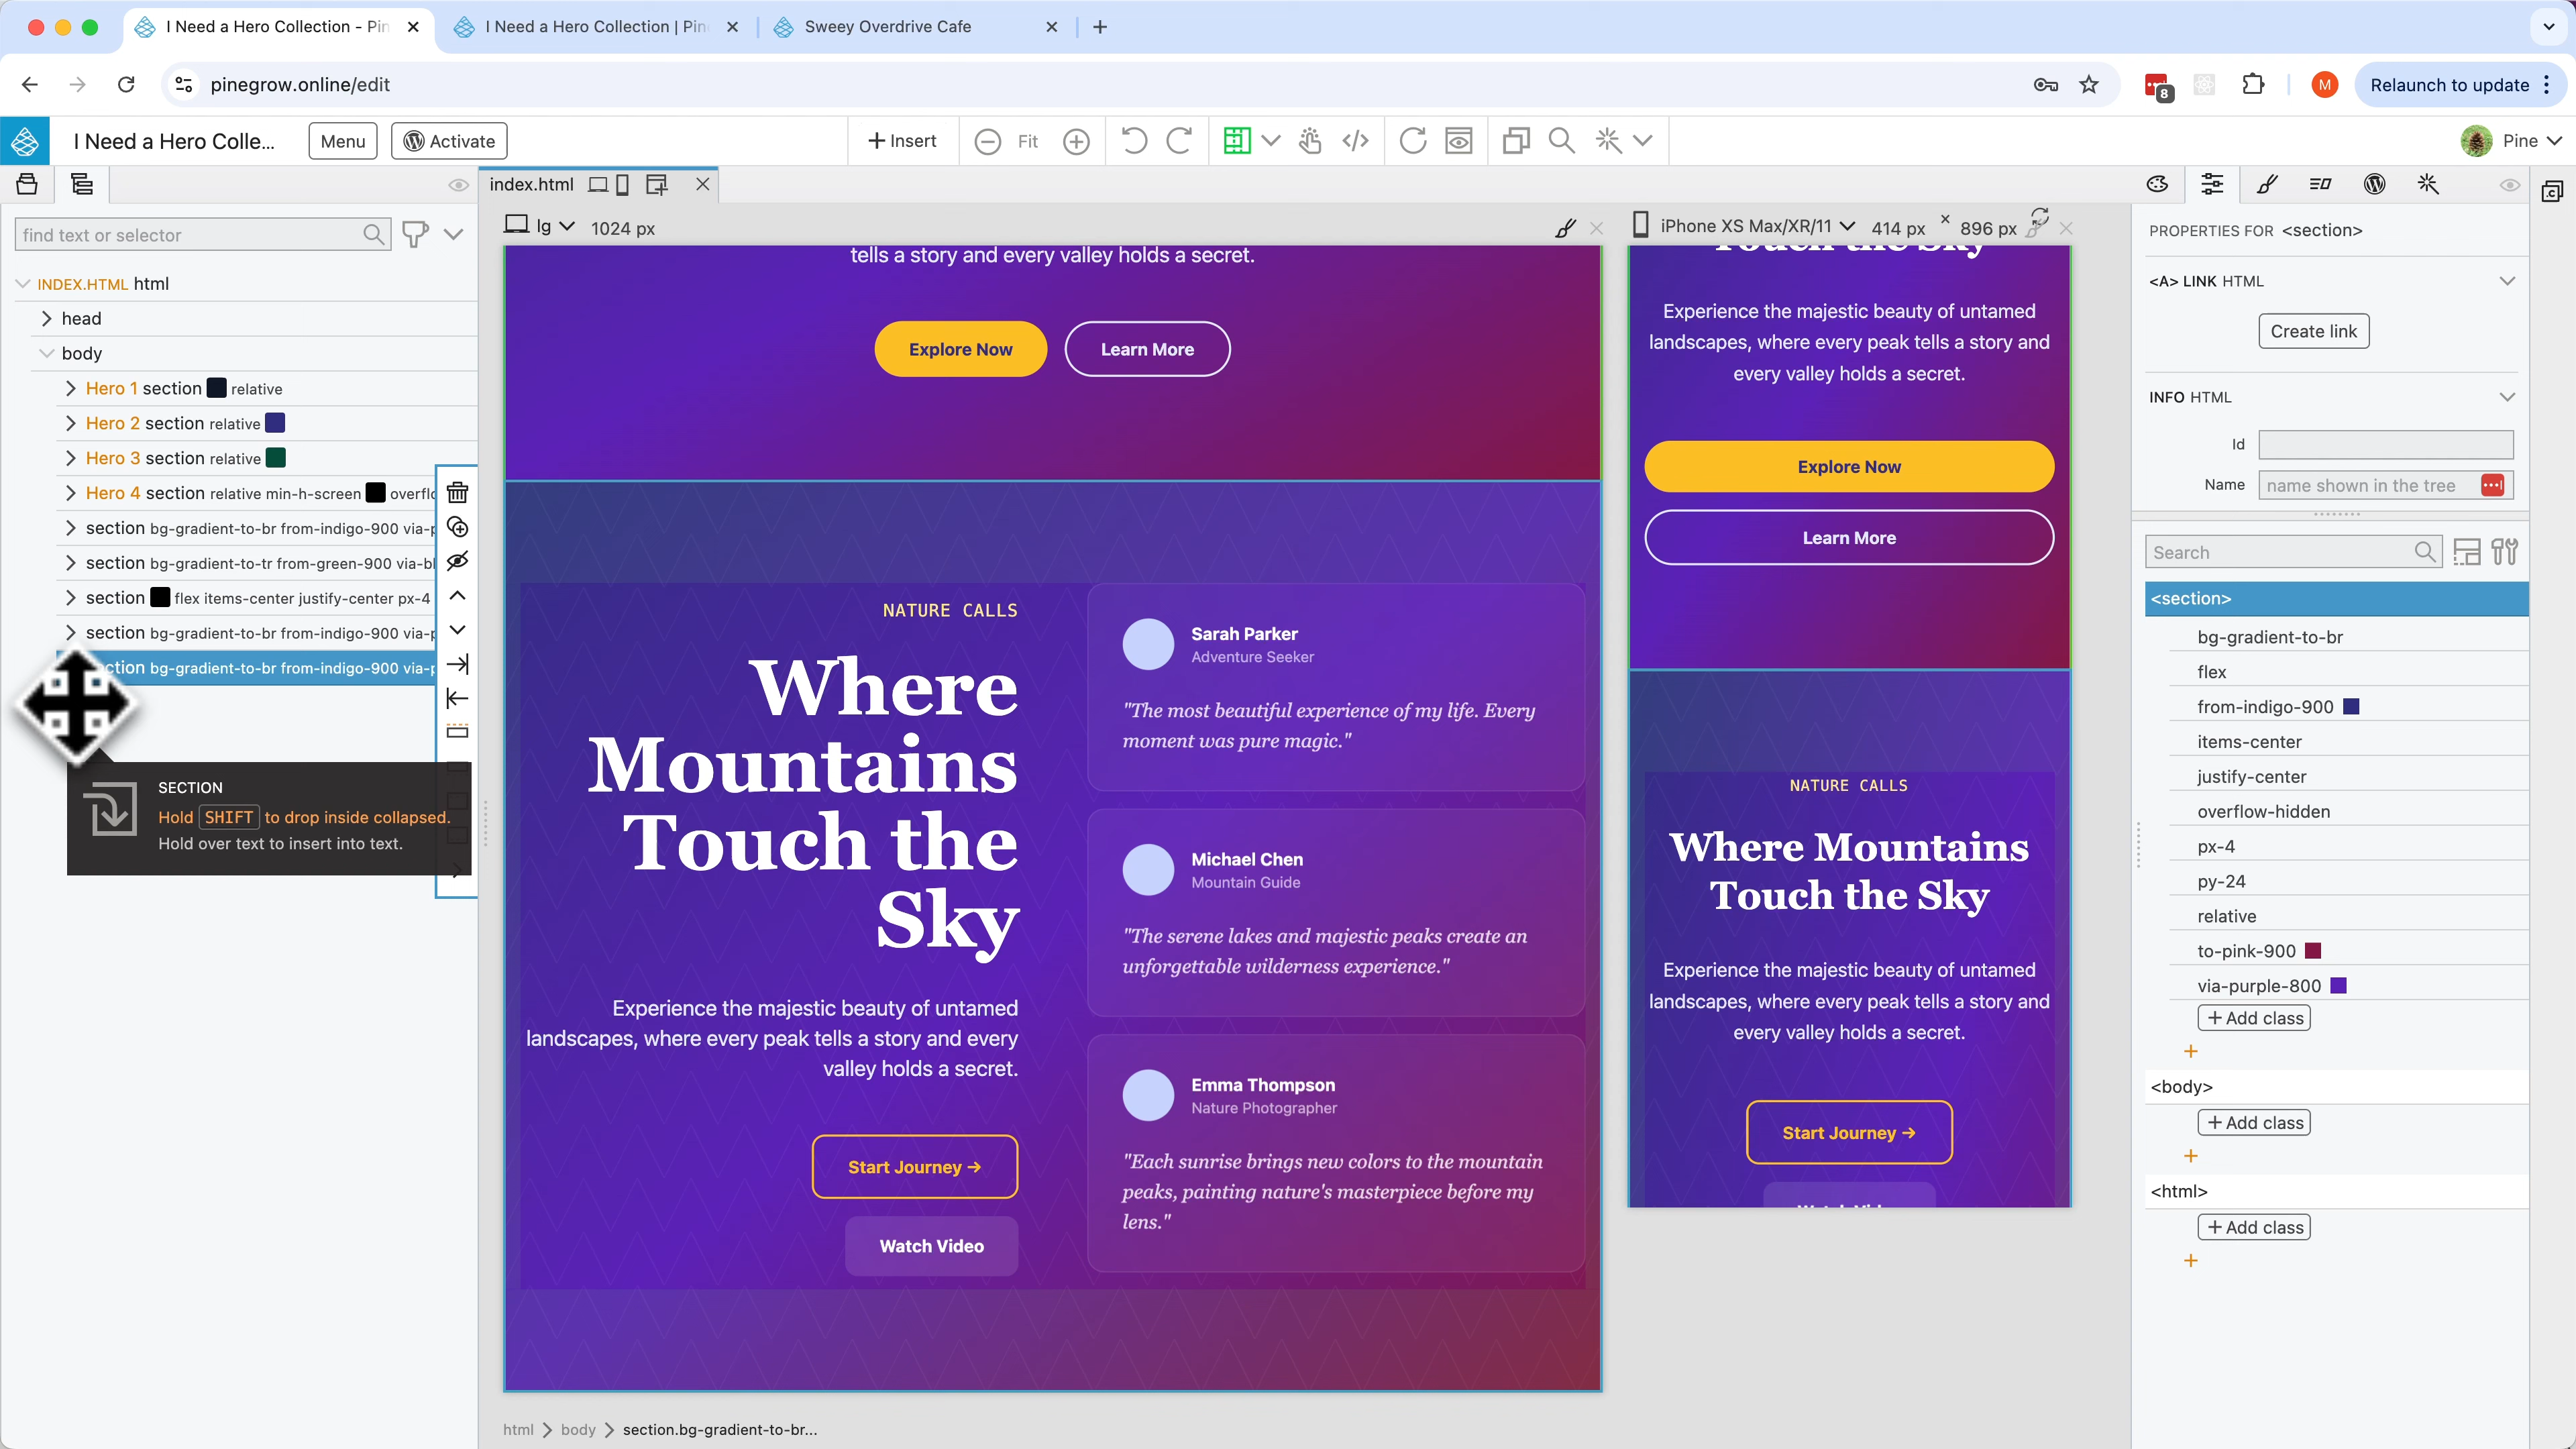 I Need a Hero Collection - Pin
I Need a Hero Collection | Pin
Sweey Overdrive Cafe
pinegrow.online/edit
8
M
Relaunch to update
I Need a Hero Colle...
Menu
Activate
Insert
Fit
Pine
index.html
find text or selector
lg
1024 px
iPhone XS Max/XR/11
414 px
×
896 px
INDEX.HTML html
head
body
Hero 1 section relative
Hero 2 section relative
Hero 3 section relative
Hero 4 section relative min-h-screen overflo
section bg-gradient-to-br from-indigo-900 via-p
section bg-gradient-to-tr from-green-900 via-bl
section flex items-center justify-center px-4
section bg-gradient-to-br from-indigo-900 via-p
ection bg-gradient-to-br from-indigo-900 via-p
SECTION
Hold SHIFT to drop inside collapsed.
Hold over text to insert into text.
tells a story and every valley holds a secret.
Explore Now
Learn More
NATURE CALLS
Where
Mountains
Touch the
Sky
Experience the majestic beauty of untamed
landscapes, where every peak tells a story and every
valley holds a secret.
Start Journey →
Watch Video
Sarah Parker
Adventure Seeker
"The most beautiful experience of my life. Every
moment was pure magic."
Michael Chen
Mountain Guide
"The serene lakes and majestic peaks create an
unforgettable wilderness experience."
Emma Thompson
Nature Photographer
"Each sunrise brings new colors to the mountain
peaks, painting nature's masterpiece before my
lens."
Touch the Sky
Experience the majestic beauty of untamed
landscapes, where every peak tells a story and
every valley holds a secret.
Explore Now
Learn More
NATURE CALLS
Where Mountains
Touch the Sky
Experience the majestic beauty of untamed
landscapes, where every peak tells a story and
every valley holds a secret.
Start Journey →
html > body > section.bg-gradient-to-br...
PROPERTIES FOR <section>
<A> LINK HTML
Create link
INFO HTML
Id
Name
name shown in the tree
Search
<section>
bg-gradient-to-br
flex
from-indigo-900
items-center
justify-center
overflow-hidden
px-4
py-24
relative
to-pink-900
via-purple-800
+ Add class
+
<body>
+ Add class
+
<html>
+ Add class
+